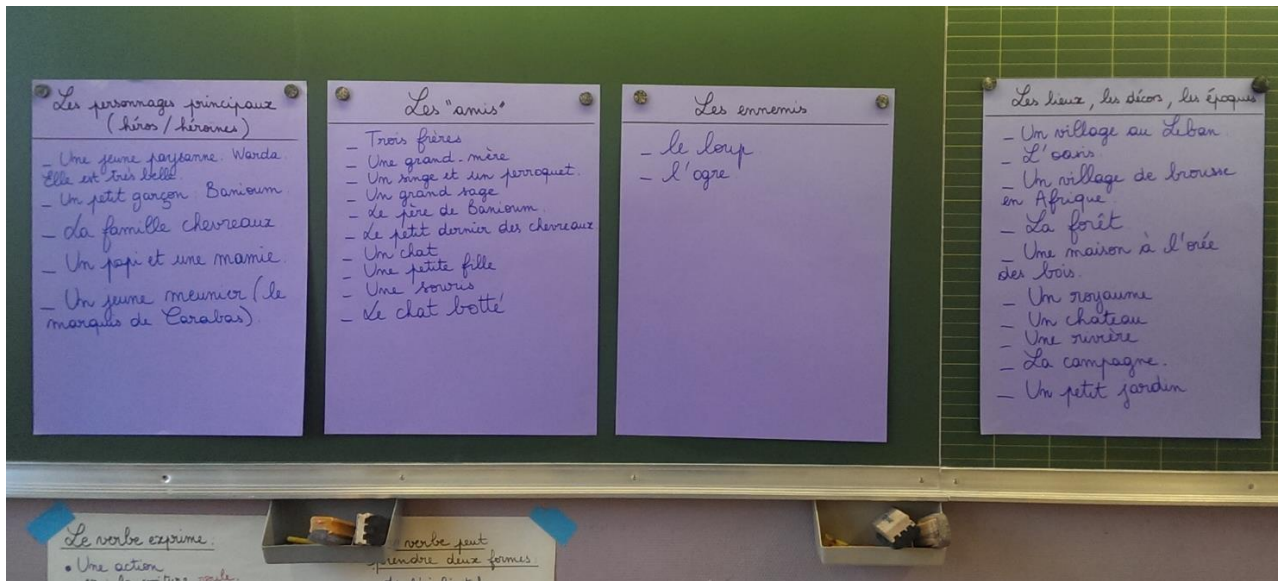 Les personnages principaux
(héros / héroines)
_ Une jeune paysanne. Warda.
Elle est très belle.
_ Un petit garçon : Banioum.
_ La famille chevreaux
_ Un papi et une mamie.
_ Un jeune meunier (le
marquis de Carabas).
Les "amis"
_ Trois frères
_ Une grand-mère
_ Un singe et un perroquet.
_ Un grand sage
_ Le père de Banioum.
_ Le petit dernier des chevreaux
_ Un chat
_ Une petite fille
_ Une souris
_ Le chat botté
Les ennemis
_ le loup
_ l'ogre
Les lieux, les décors, les époques
_ Un village au Liban.
_ L'oasis.
_ Un village de brousse
en Afrique.
_ La forêt
_ Une maison à l'orée
des bois.
_ Un royaume
_ Un chateau
_ Une rivière
_ La campagne.
_ Un petit jardin
Le verbe exprime :
• Une action
verbe peut
prendre deux formes :